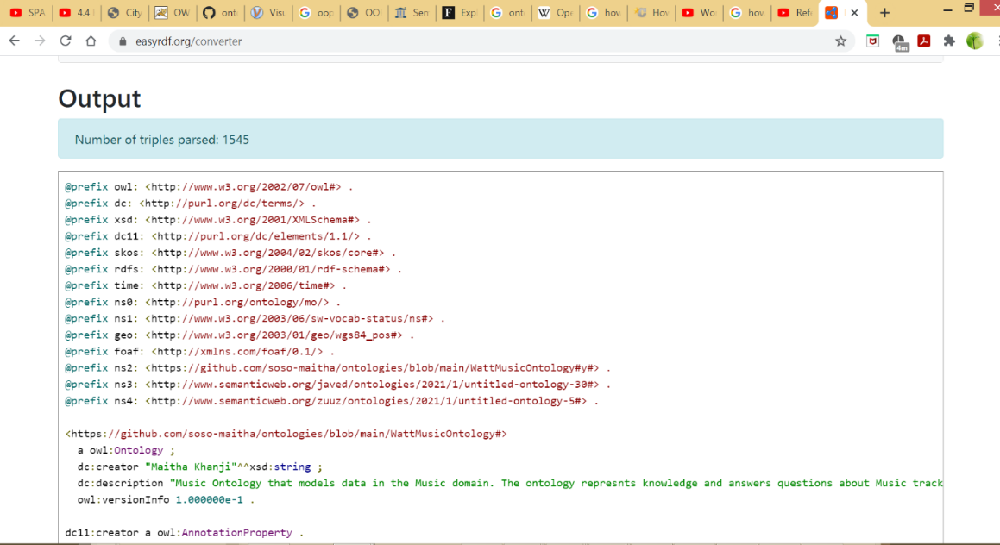 SPA
4.4
City
OW
ont
Visu
oop
OO
Sem
Exp
ont
Ope
how
How
Wo
how
Ref
easyrdf.org/converter
4m
Output
Number of triples parsed: 1545
@prefix owl: <http://www.w3.org/2002/07/owl#> .
@prefix dc: <http://purl.org/dc/terms/> .
@prefix xsd: <http://www.w3.org/2001/XMLSchema#> .
@prefix dc11: <http://purl.org/dc/elements/1.1/> .
@prefix skos: <http://www.w3.org/2004/02/skos/core#> .
@prefix rdfs: <http://www.w3.org/2000/01/rdf-schema#> .
@prefix time: <http://www.w3.org/2006/time#> .
@prefix ns0: <http://purl.org/ontology/mo/> .
@prefix ns1: <http://www.w3.org/2003/06/sw-vocab-status/ns#> .
@prefix geo: <http://www.w3.org/2003/01/geo/wgs84_pos#> .
@prefix foaf: <http://xmlns.com/foaf/0.1/> .
@prefix ns2: <https://github.com/soso-maitha/ontologies/blob/main/WattMusicOntology#y#> .
@prefix ns3: <http://www.semanticweb.org/javed/ontologies/2021/1/untitled-ontology-30#> .
@prefix ns4: <http://www.semanticweb.org/zuuz/ontologies/2021/1/untitled-ontology-5#> .
<https://github.com/soso-maitha/ontologies/blob/main/WattMusicOntology#>
a owl:Ontology ;
dc:creator "Maitha Khanji"^^xsd:string ;
dc:description "Music Ontology that models data in the Music domain. The ontology represnts knowledge and answers questions about Music track
owl:versionInfo 1.000000e-1 .
dc11:creator a owl:AnnotationProperty .